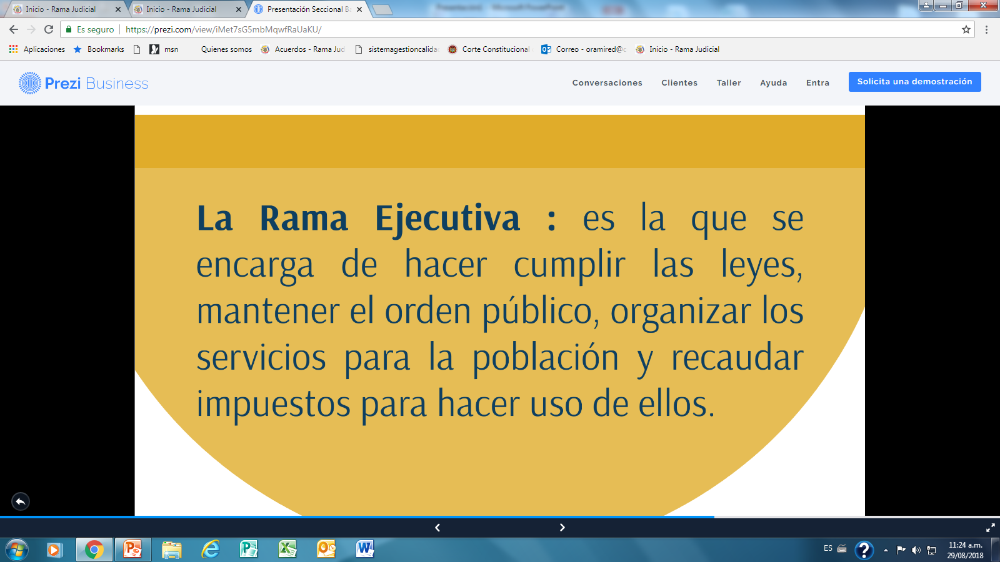 Inicio - Rama Judicial
Inicio - Rama Judicial
Presentación Seccional Ba
Es seguro
https://prezi.com/view/iMet7sG5mbMqwfRaUaKU/
Aplicaciones
Bookmarks
msn
Quienes somos
Acuerdos - Rama Jud
sistemagestioncalida
Corte Constitucional
Correo - oramired@c
Inicio - Rama Judicial
Prezi Business
Conversaciones
Clientes
Taller
Ayuda
Entra
Solicita una demostración
La Rama Ejecutiva : es la que se
encarga de hacer cumplir las leyes,
mantener el orden público, organizar los
servicios para la población y recaudar
impuestos para hacer uso de ellos.
ES
11:24 a.m.
29/08/2018